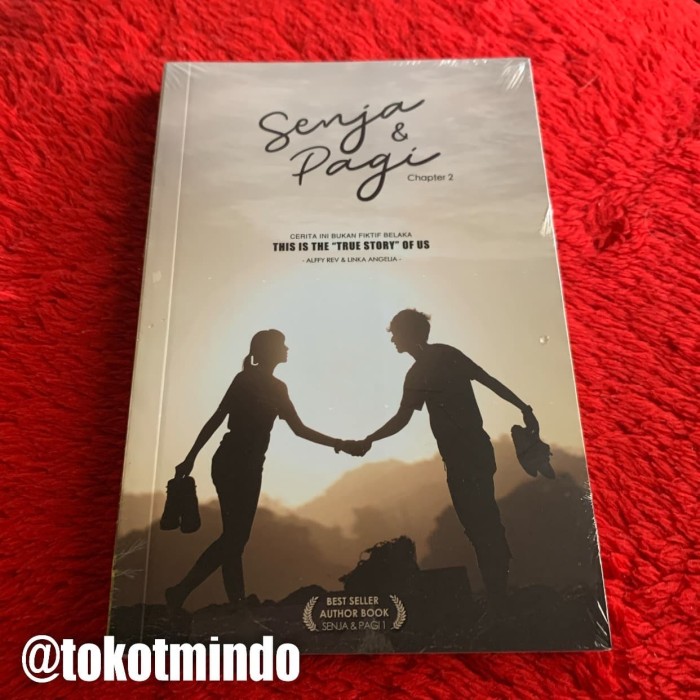 Senja
&
Pagi
Chapter 2
CERITA INI BUKAN FIKTIF BELAKA
THIS IS THE "TRUE STORY" OF US
- ALFFY REV & LINKA ANGELIA -
BEST SELLER
AUTHOR BOOK
SENJA & PAGI 1
@tokotmindo